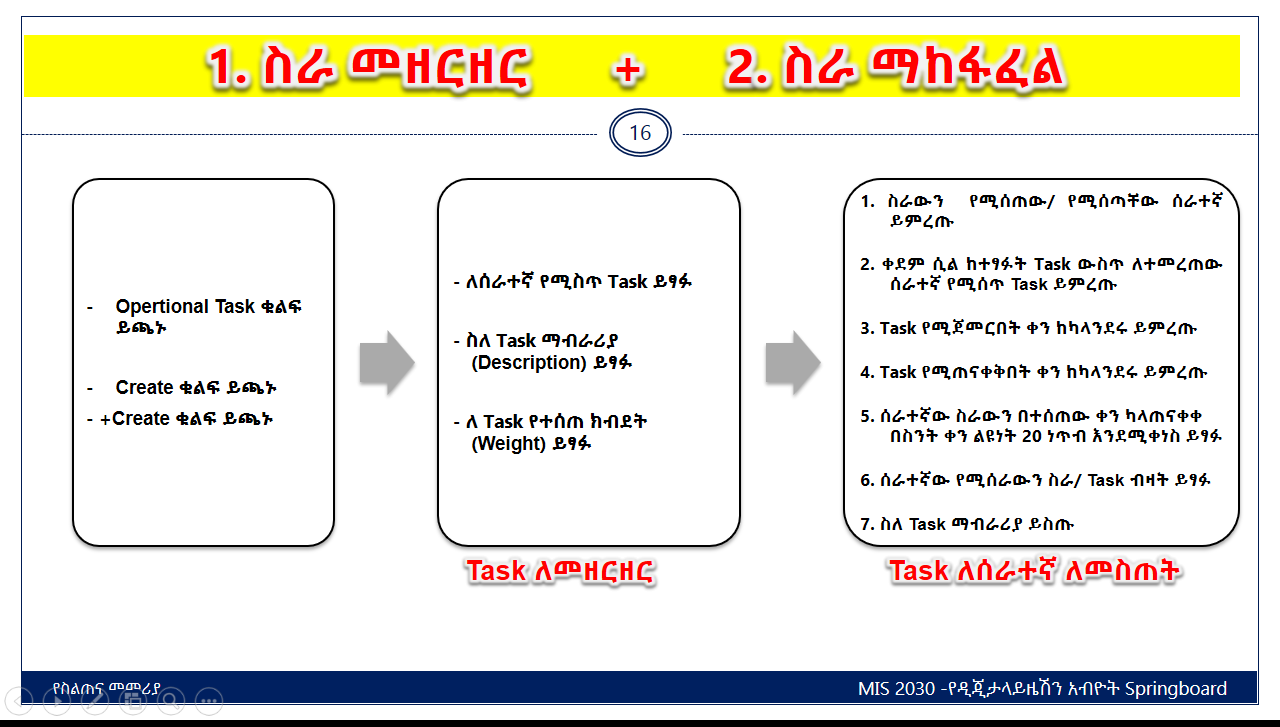 1. ስራ መዘርዘር + 2. ስራ ማከፋፈል
16
- Opertional Task ቁልፍ
ይጫኑ
- Create ቁልፍ ይጫኑ
- +Create ቁልፍ ይጫኑ
- ለሰራተኛ የሚስጥ Task ይፃፉ
- ስለ Task ማብራሪያ
(Description) ይፃፉ
- ለ Task የተሰጠ ክብደት
(Weight) ይፃፉ
Task ለመዘርዘር
1. ስራውን የሚሰጠው/ የሚሰጣቸው ሰራተኛ
ይምረጡ
2. ቀደም ሲል ከተፃፉት Task ውስጥ ለተመረጠው
ሰራተኛ የሚሰጥ Task ይምረጡ
3. Task የሚጀመርበት ቀን ከካላንደሩ ይምረጡ
4. Task የሚጠናቀቅበት ቀን ከካላንደሩ ይምረጡ
5. ሰራተኛው ስራውን በተሰጠው ቀን ካላጠናቀቀ
በስንት ቀን ልዩነት 20 ነጥብ እንደሚቀነስ ይፃፉ
6. ሰራተኛው የሚሰራውን ስራ/ Task ብዛት ይፃፉ
7. ስለ Task ማብራሪያ ይስጡ
Task ለሰራተኛ ለመስጠት
የስልጠና መመሪያ
MIS 2030 -የዲጂታላይዜሽን አብዮት Springboard